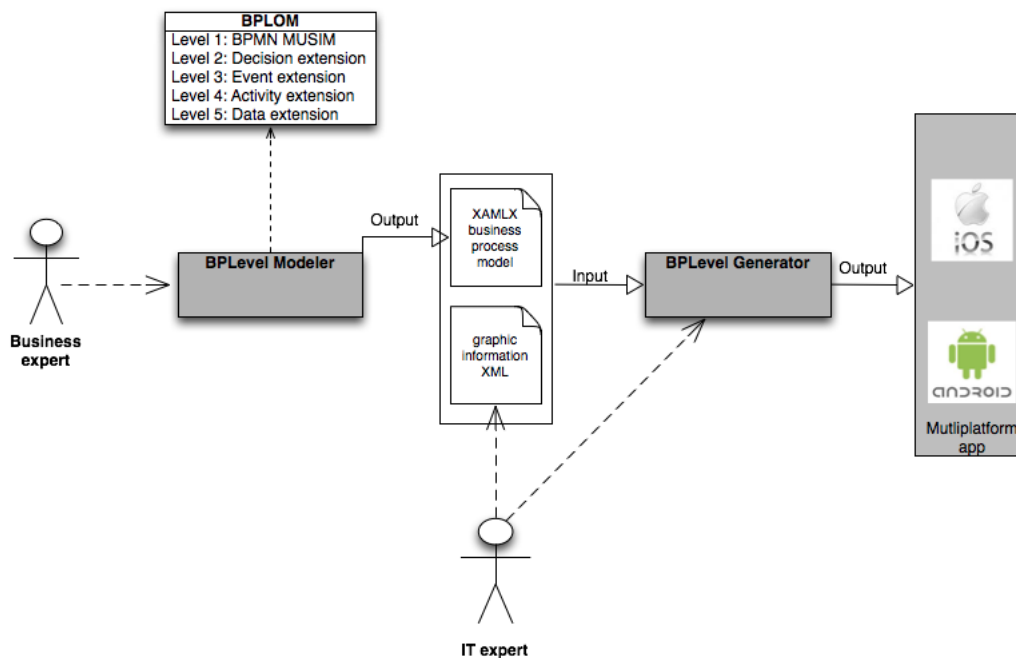 BPLOM
Level 1: BPMN MUSIM
Level 2: Decision extension
Level 3: Event extension
Level 4: Activity extension
Level 5: Data extension
Business
expert
BPLevel Modeler
Output
XAMLX
business
process
model
graphic
information
XML
Input
BPLevel Generator
Output
iOS
android
Mutliplatform
app
IT expert